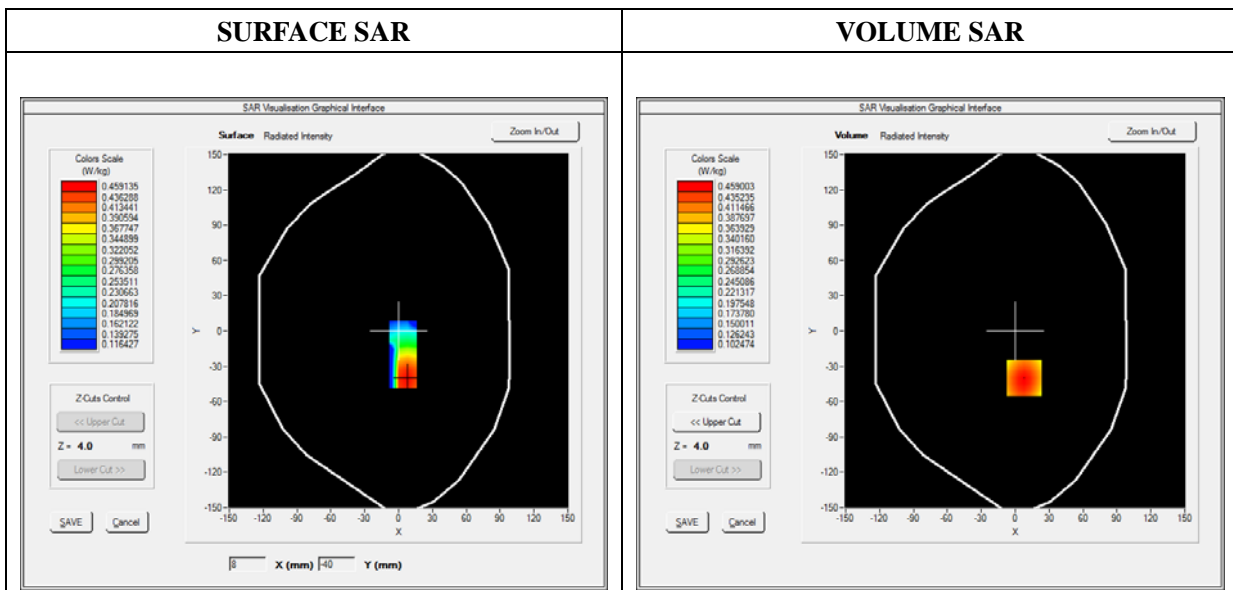 SURFACE SAR
VOLUME SAR
SAR Visualisation Graphical Interface
Surface Radiated Intensity
Zoom In/Out
Colors Scale
(W/kg)
0.459135
0.436288
0.413441
0.390594
0.367747
0.344899
0.322052
0.299205
0.276358
0.253511
0.230663
0.207816
0.184969
0.162122
0.139275
0.116427
Z-Cuts Control
<< Upper Cut
Z = 4.0 mm
Lower Cut >>
SAVE Cancel
150
120
90
60
30
0
-30
-60
-90
-120
-150
Y
-150 -120 -90 -60 -30 0 30 60 90 120 150
X
8 X (mm) -40 Y (mm)
SAR Visualisation Graphical Interface
Volume Radiated Intensity
Zoom In/Out
Colors Scale
(W/kg)
0.459003
0.435235
0.411466
0.387697
0.363929
0.340160
0.316392
0.292623
0.268854
0.245086
0.221317
0.197548
0.173780
0.150011
0.126243
0.102474
Z-Cuts Control
<< Upper Cut
Z = 4.0 mm
Lower Cut >>
SAVE Cancel
150
120
90
60
30
0
-30
-60
-90
-120
-150
Y
-150 -120 -90 -60 -30 0 30 60 90 120 150
X